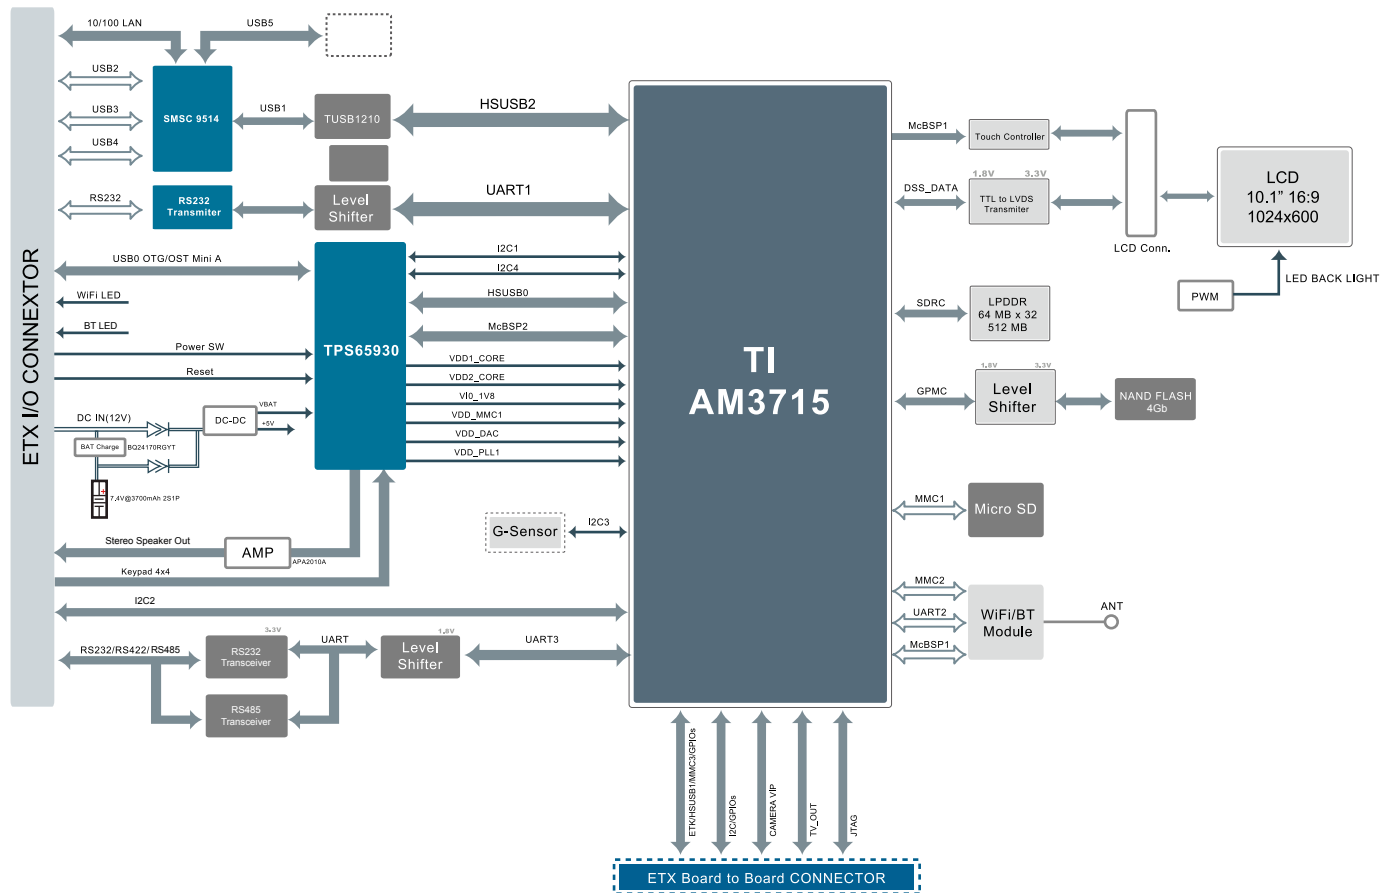 ETX I/O CONNEXTOR
10/100 LAN
USB5
USB2
USB3
USB4
SMSC 9514
USB1
TUSB1210
HSUSB2
RS232
RS232
Transmiter
Level
Shifter
UART1
USB0 OTG/OST Mini A
WiFi LED
BT LED
Power SW
Reset
DC IN(12V)
BAT Charge
BQ24170RGYT
DC-DC
VBAT
+5V
7.4V@3700mAh 2S1P
TPS65930
I2C1
I2C4
HSUSB0
McBSP2
VDD1_CORE
VDD2_CORE
VI0_1V8
VDD_MMC1
VDD_DAC
VDD_PLL1
Stereo Speaker Out
AMP
APA2010A
Keypad 4x4
G-Sensor
I2C3
I2C2
RS232/RS422/RS485
3.3V
RS232
Transceiver
RS485
Transceiver
UART
1.8V
Level
Shifter
UART3
TI
AM3715
McBSP1
Touch Controller
DSS_DATA
1.8V
3.3V
TTL to LVDS
Transmiter
LCD Conn.
LCD
10.1” 16:9
1024x600
PWM
LED BACK LIGHT
SDRC
LPDDR
64 MB x 32
512 MB
GPMC
1.8V
3.3V
Level
Shifter
NAND FLASH
4Gb
MMC1
Micro SD
MMC2
UART2
McBSP1
WiFi/BT
Module
ANT
ETK/HSUSB1/MMC3/GPIOs
I2C/GPIOs
CAMERA VIP
TV_OUT
JTAG
ETX Board to Board CONNECTOR